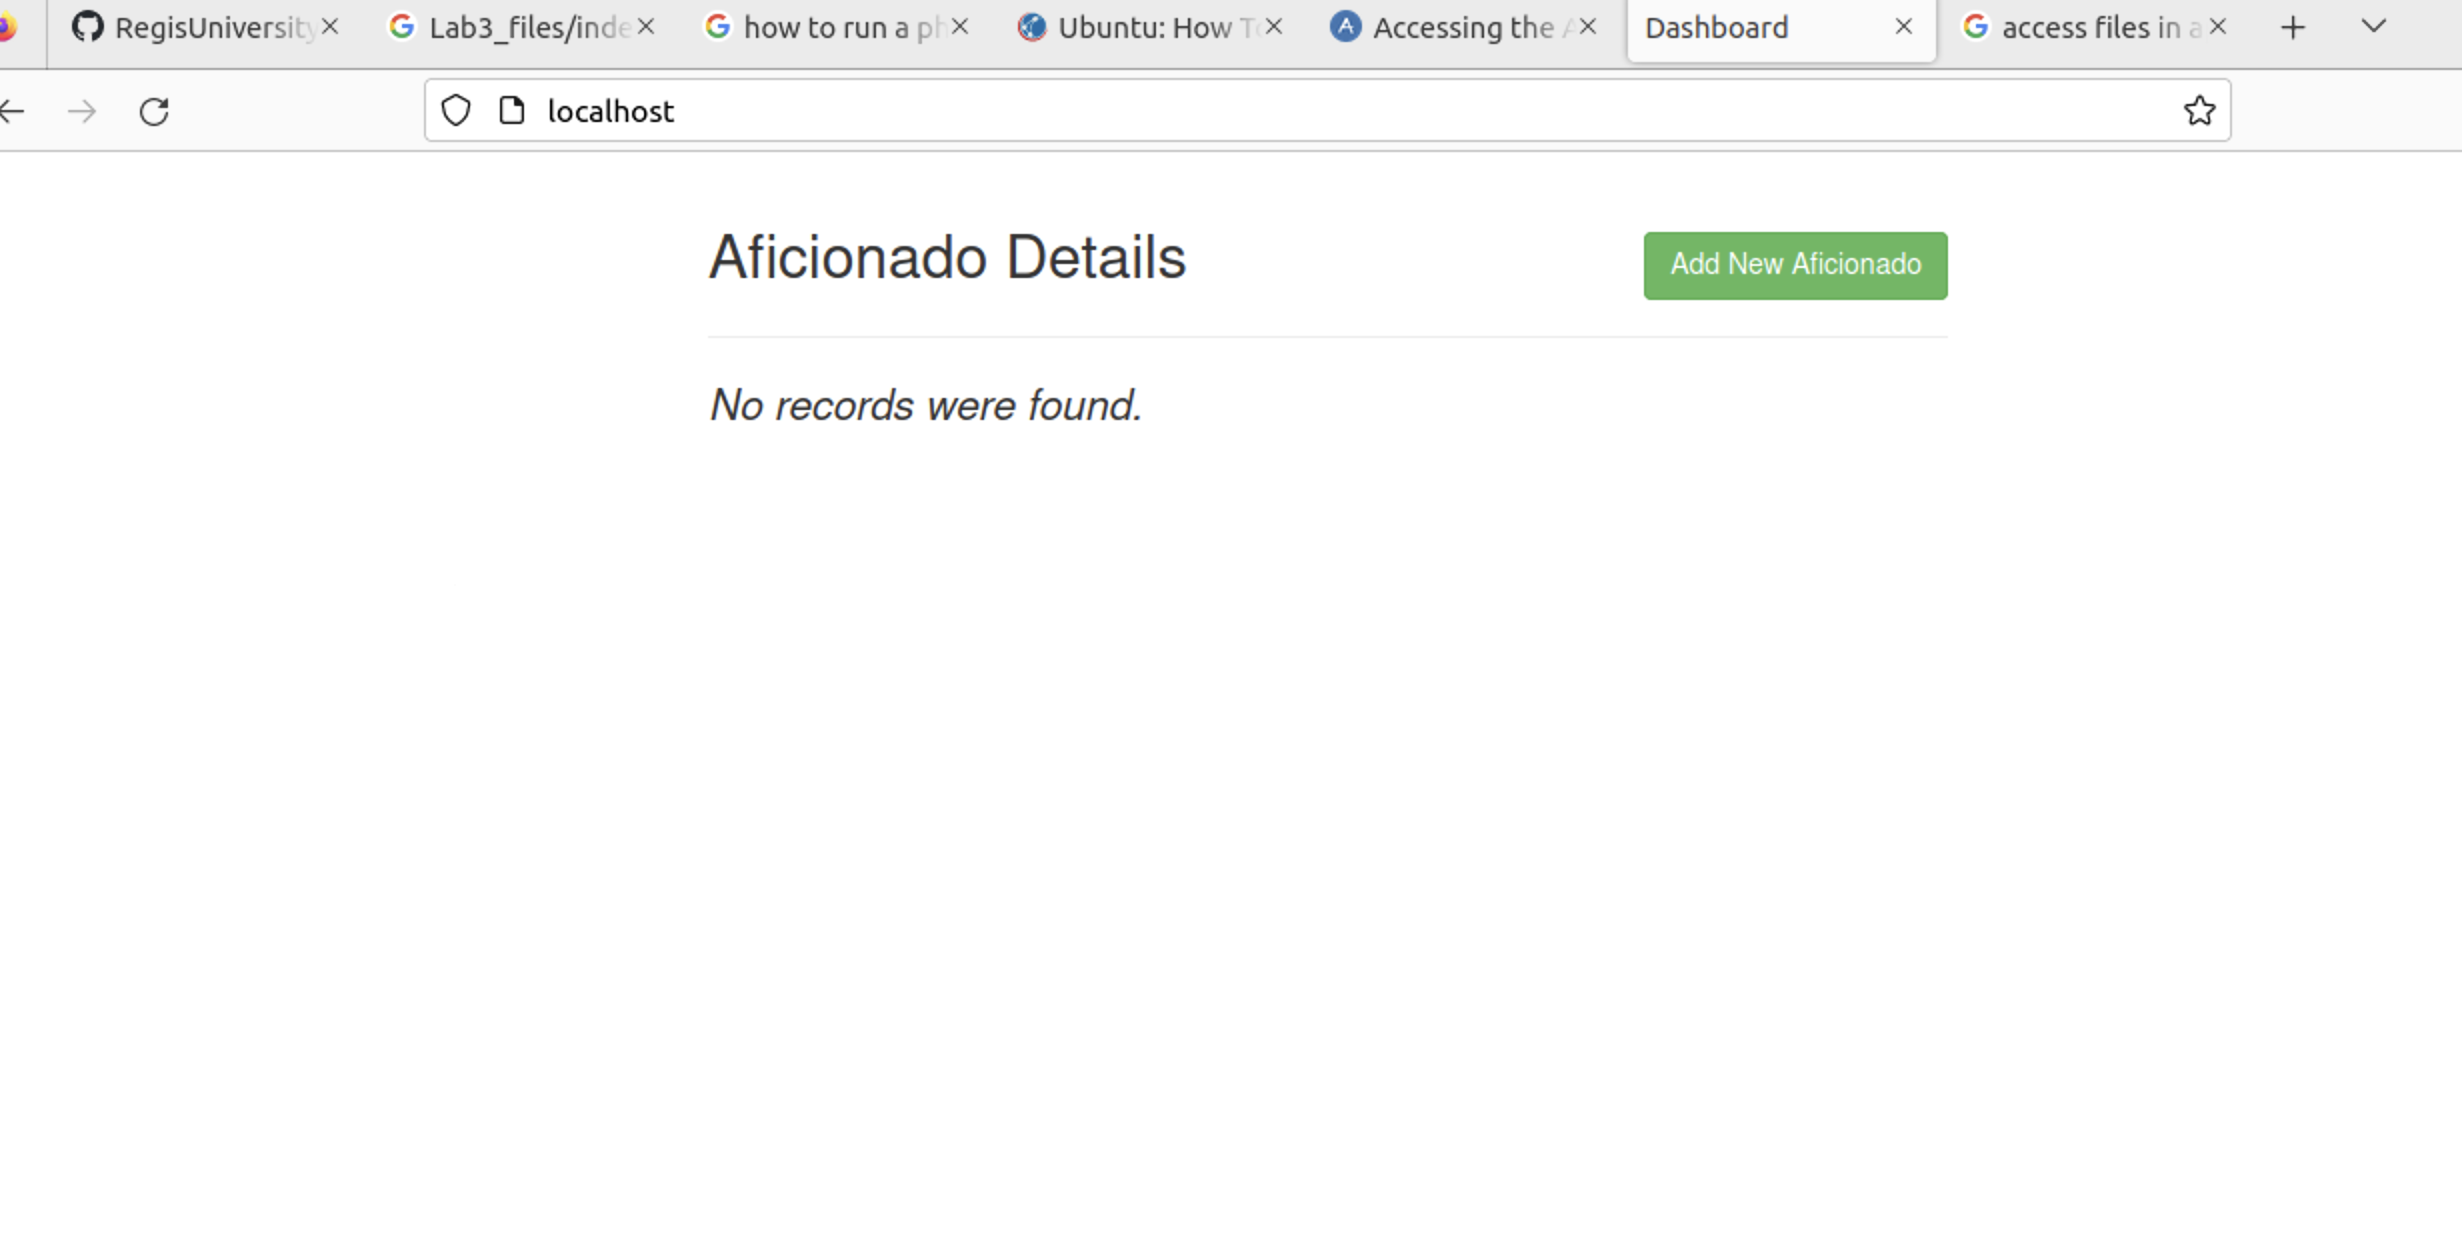 RegisUniversity
Lab3_files/inde
how to run a ph
Ubuntu: How To
Accessing the A
Dashboard
access files in a
localhost
Aficionado Details
Add New Aficionado
No records were found.